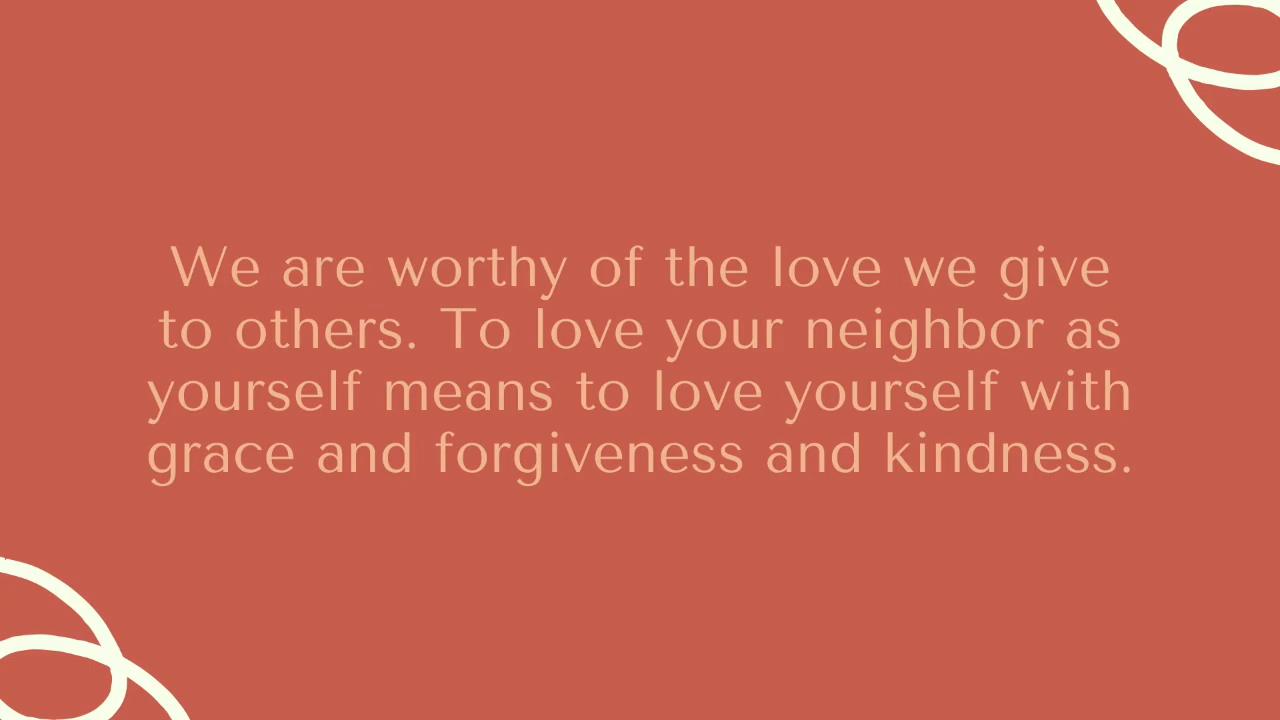 We are worthy of the love we give
to others. To love your neighbor as
yourself means to love yourself with
grace and forgiveness and kindness.